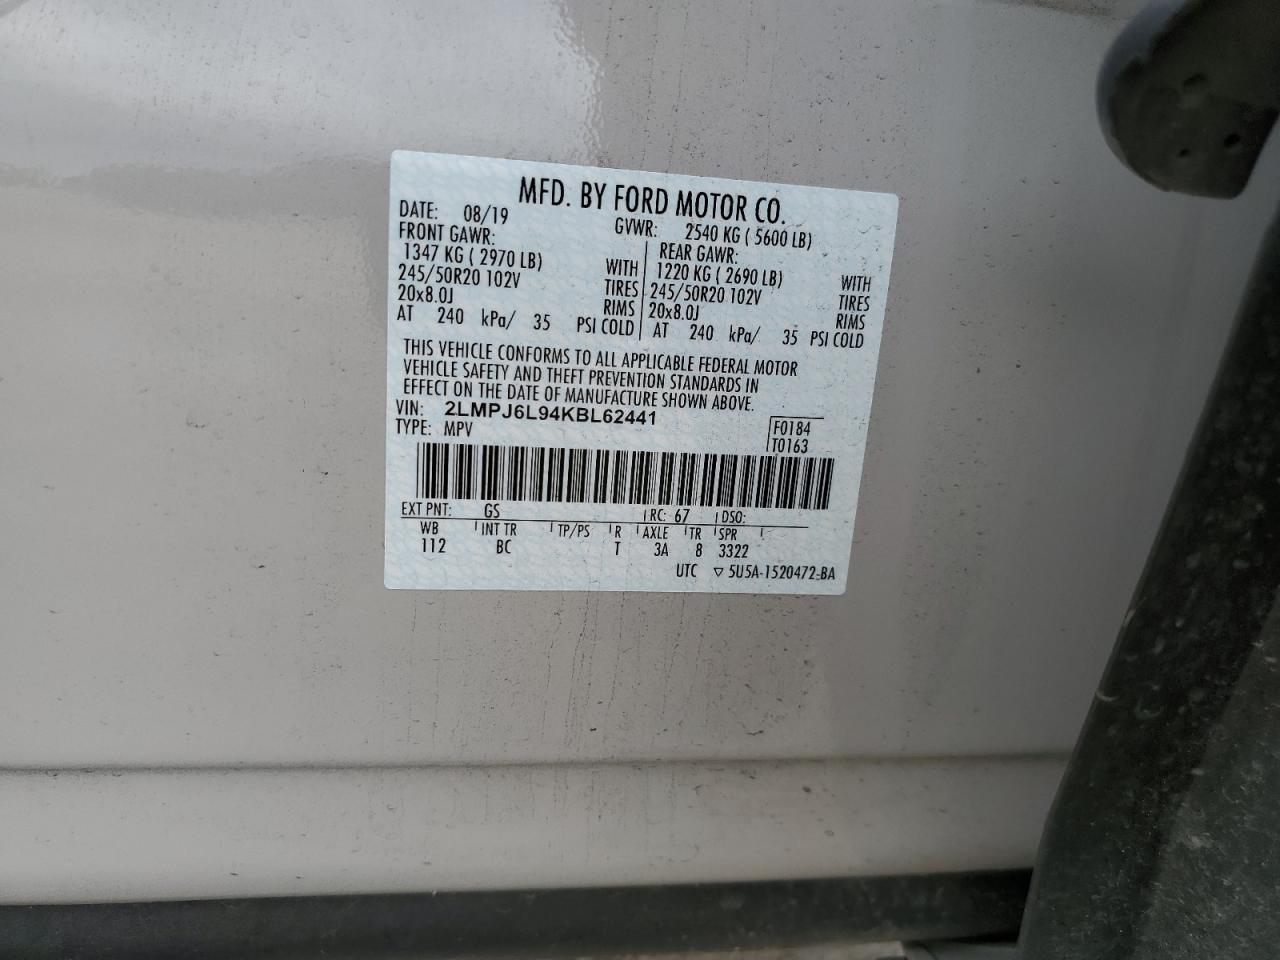 MFD. BY FORD MOTOR CO.
DATE: 08/19 GVWR: 2540 KG ( 5600 LB)
FRONT GAWR: REAR GAWR:
1347 KG ( 2970 LB) WITH 1220 KG ( 2690 LB) WITH
245/50R20 102V TIRES 245/50R20 102V TIRES
20x8.0J RIMS 20x8.0J RIMS
AT 240 kPa/ 35 PSI COLD AT 240 kPa/ 35 PSI COLD
THIS VEHICLE CONFORMS TO ALL APPLICABLE FEDERAL MOTOR
VEHICLE SAFETY AND THEFT PREVENTION STANDARDS IN
EFFECT ON THE DATE OF MANUFACTURE SHOWN ABOVE.
VIN: 2LMPJ6L94KBL62441 F0184
TYPE: MPV T0163
EXT PNT: GS RC: 67 DSO:
WB INT TR TP/PS R AXLE TR SPR
112 BC T 3A 8 3322
UTC ▽ 5U5A-1520472-BA